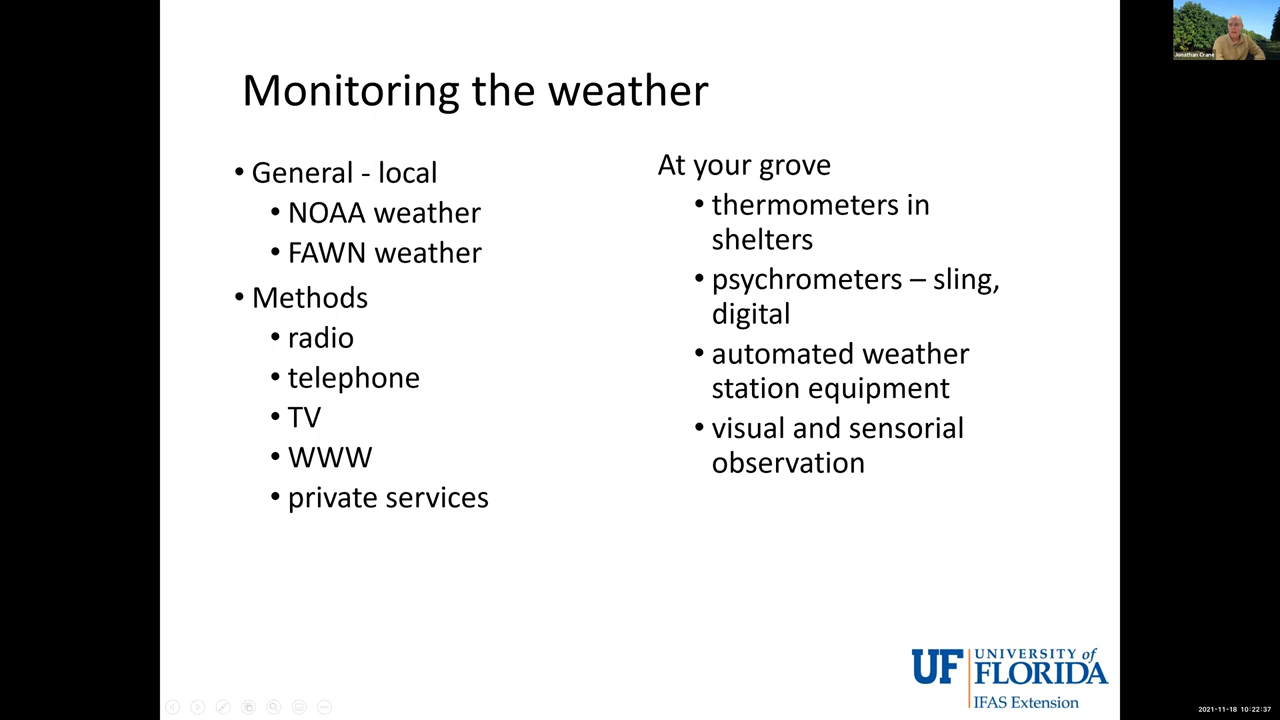 Monitoring the weather
• General - local
• NOAA weather
• FAWN weather
• Methods
• radio
• telephone
• TV
• WWW
• private services
At your grove
• thermometers in
shelters
• psychrometers – sling,
digital
• automated weather
station equipment
• visual and sensorial
observation
UF UNIVERSITY of
FLORIDA
IFAS Extension
Jonathan Crane
2021-11-18 10:22:37